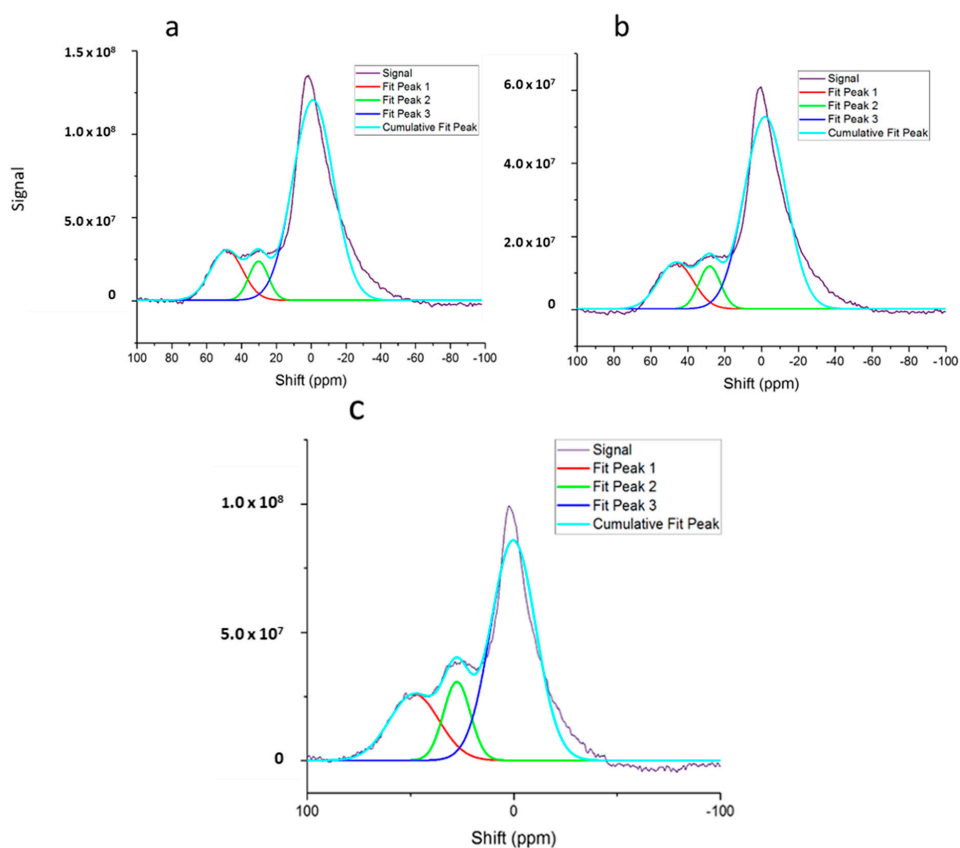 a
1.5 x 10⁸
1.0 x 10⁸
5.0 x 10⁷
0
Signal
Signal
Fit Peak 1
Fit Peak 2
Fit Peak 3
Cumulative Fit Peak
100 80 60 40 20 0 -20 -40 -60 -80 -100
Shift (ppm)
b
6.0 x 10⁷
4.0 x 10⁷
2.0 x 10⁷
0
Signal
Fit Peak 1
Fit Peak 2
Fit Peak 3
Cumulative Fit Peak
100 80 60 40 20 0 -20 -40 -60 -80 -100
Shift (ppm)
c
1.0 x 10⁸
5.0 x 10⁷
0
Signal
Fit Peak 1
Fit Peak 2
Fit Peak 3
Cumulative Fit Peak
100 0 -100
Shift (ppm)